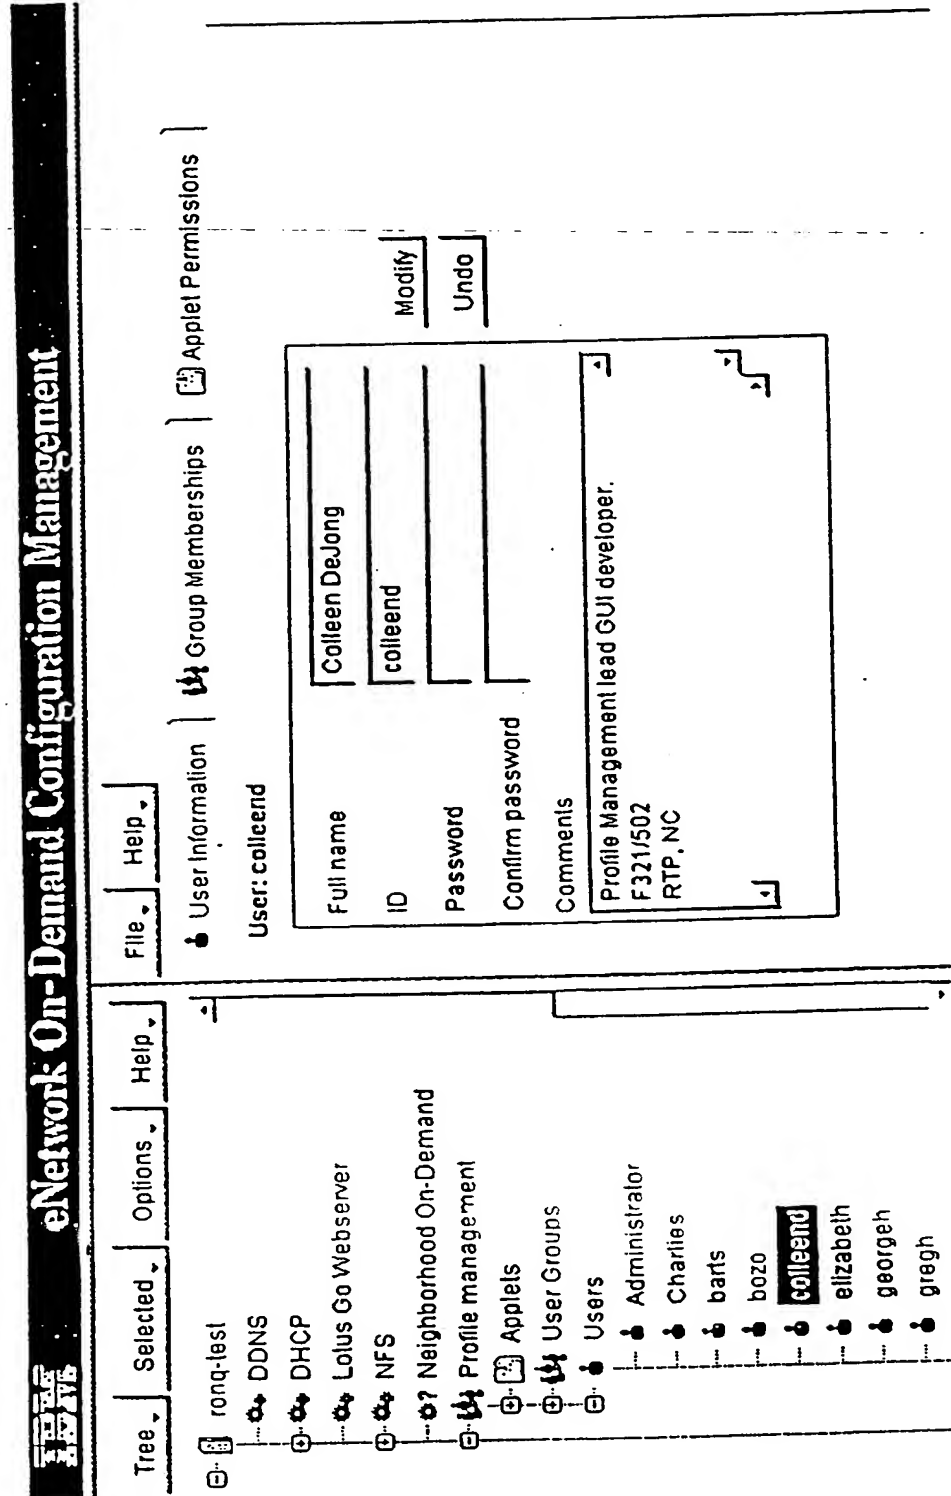 IBM eNetwork On-Demand Configuration Management
Tree Selected Options Help
ronq-test
DDNS
DHCP
Lotus Go Webserver
NFS
Neighborhood On-Demand
Profile management
Applets
User Groups
Users
Administrator
Charlies
barts
bozo
colleend
elizabeth
georgeh
gregh
File Help
User Information Group Memberships Applet Permissions
User: colleend
Full name Colleen DeJong
ID colleend
Password
Confirm password
Modify
Undo
Comments
Profile Management lead GUI developer.
F321/502
RTP, NC